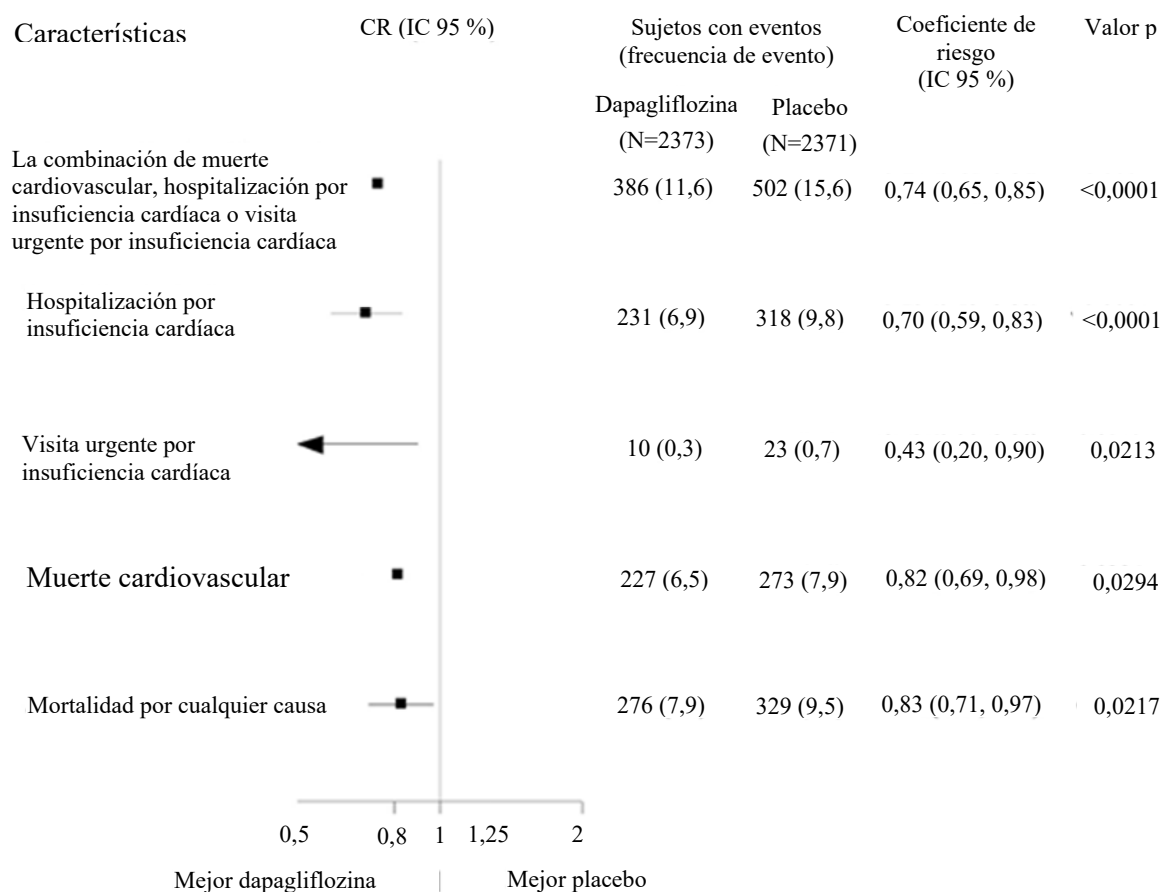 Características
CR (IC 95 %)
Sujetos con eventos
(frecuencia de evento)
Coeficiente de
riesgo
(IC 95 %)
Valor p
Dapagliflozina
(N=2373)
Placebo
(N=2371)
La combinación de muerte
cardiovascular, hospitalización por
insuficiencia cardíaca o visita
urgente por insuficiencia cardíaca
386 (11,6) 502 (15,6) 0,74 (0,65, 0,85) <0,0001
Hospitalización por
insuficiencia cardíaca
231 (6,9) 318 (9,8) 0,70 (0,59, 0,83) <0,0001
Visita urgente por
insuficiencia cardíaca
10 (0,3) 23 (0,7) 0,43 (0,20, 0,90) 0,0213
Muerte cardiovascular 227 (6,5) 273 (7,9) 0,82 (0,69, 0,98) 0,0294
Mortalidad por cualquier causa 276 (7,9) 329 (9,5) 0,83 (0,71, 0,97) 0,0217
0,5 0,8 1 1,25 2
Mejor dapagliflozina Mejor placebo